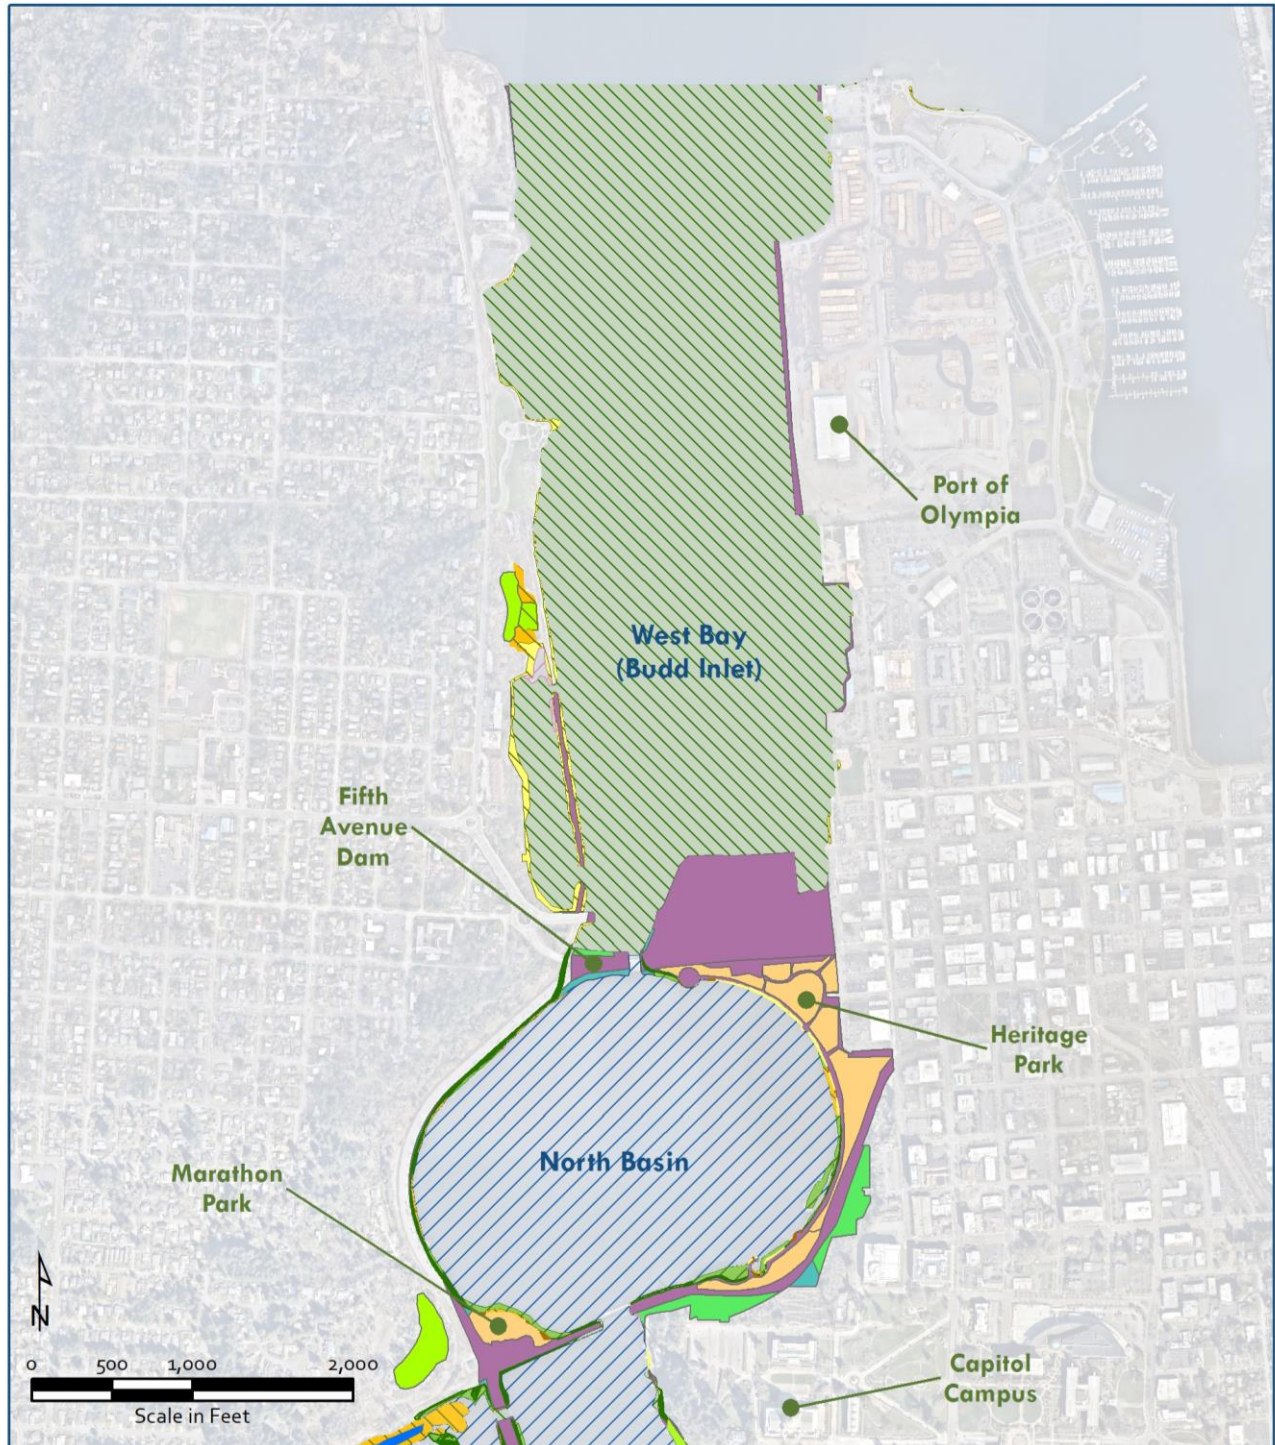 Port of
Olympia
West Bay
(Budd Inlet)
Fifth
Avenue
Dam
Heritage
Park
North Basin
Marathon
Park
N
0 500 1,000 2,000
Scale in Feet
Capitol
Campus